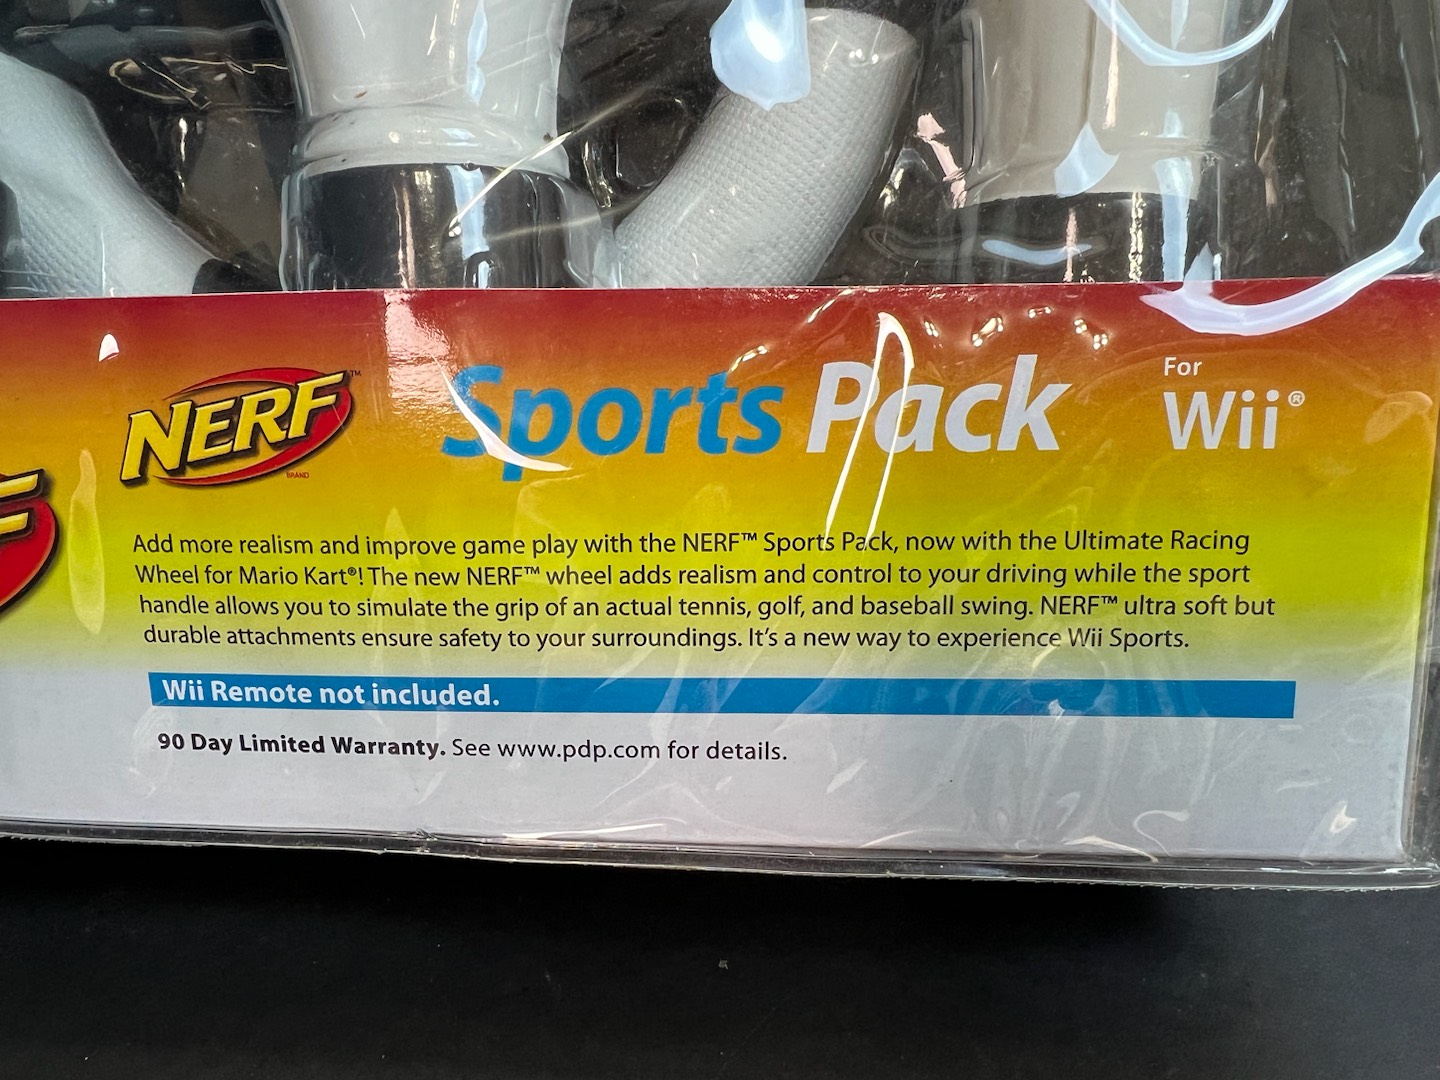 NERF™
BRAND
Sports Pack
For
Wii®
F
Add more realism and improve game play with the NERF™ Sports Pack, now with the Ultimate Racing
Wheel for Mario Kart®! The new NERF™ wheel adds realism and control to your driving while the sport
handle allows you to simulate the grip of an actual tennis, golf, and baseball swing. NERF™ ultra soft but
durable attachments ensure safety to your surroundings. It's a new way to experience Wii Sports.
Wii Remote not included.
90 Day Limited Warranty. See www.pdp.com for details.